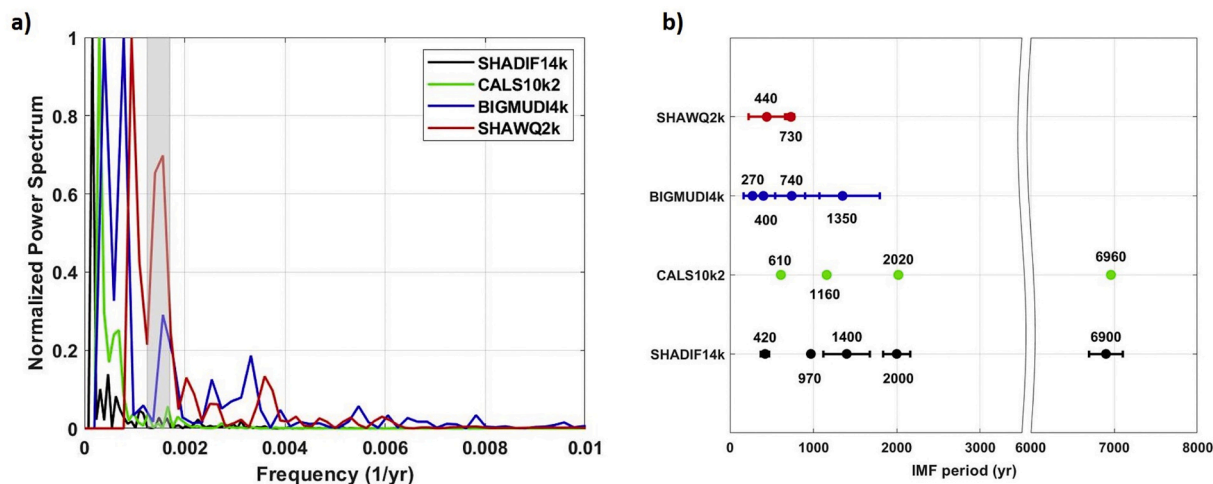 a)
Normalized Power Spectrum
1
0.8
0.6
0.4
0.2
0
0
0.002
0.004
0.006
0.008
0.01
Frequency (1/yr)
SHADIF14k
CALS10k2
BIGMUDI4k
SHAWQ2k
b)
SHAWQ2k
440
730
BIGMUDI4k
270
740
400
1350
CALS10k2
610
2020
6960
1160
SHADIF14k
420
1400
6900
970
2000
0
1000
2000
3000
6000
7000
8000
IMF period (yr)